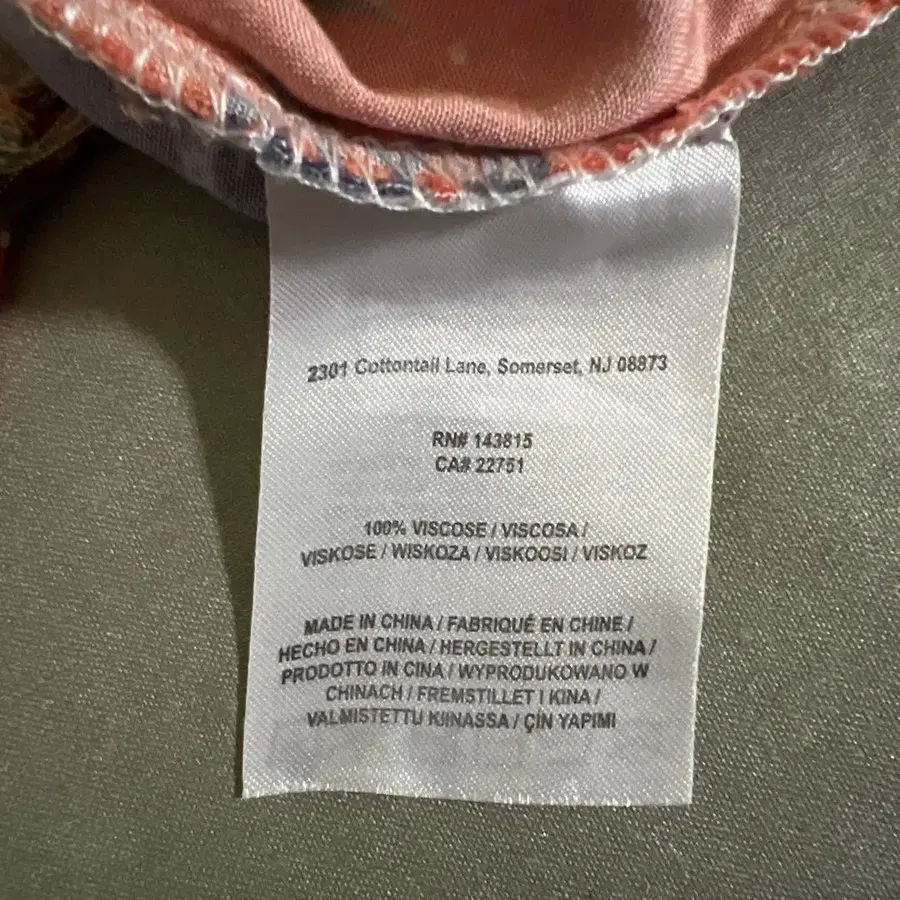 2301 Cottontail Lane, Somerset, NJ 08873
RN# 143815
CA# 22751
100% VISCOSE / VISCOSA /
VISKOSE / WISKOZA / VISKOOSI / VISKOZ
MADE IN CHINA / FABRIQUÉ EN CHINE /
HECHO EN CHINA / HERGESTELLT IN CHINA /
PRODOTTO IN CINA / WYPRODUKOWANO W
CHINACH / FREMSTILLET I KINA /
VALMISTETTU KIINASSA / ÇİN YAPIMI